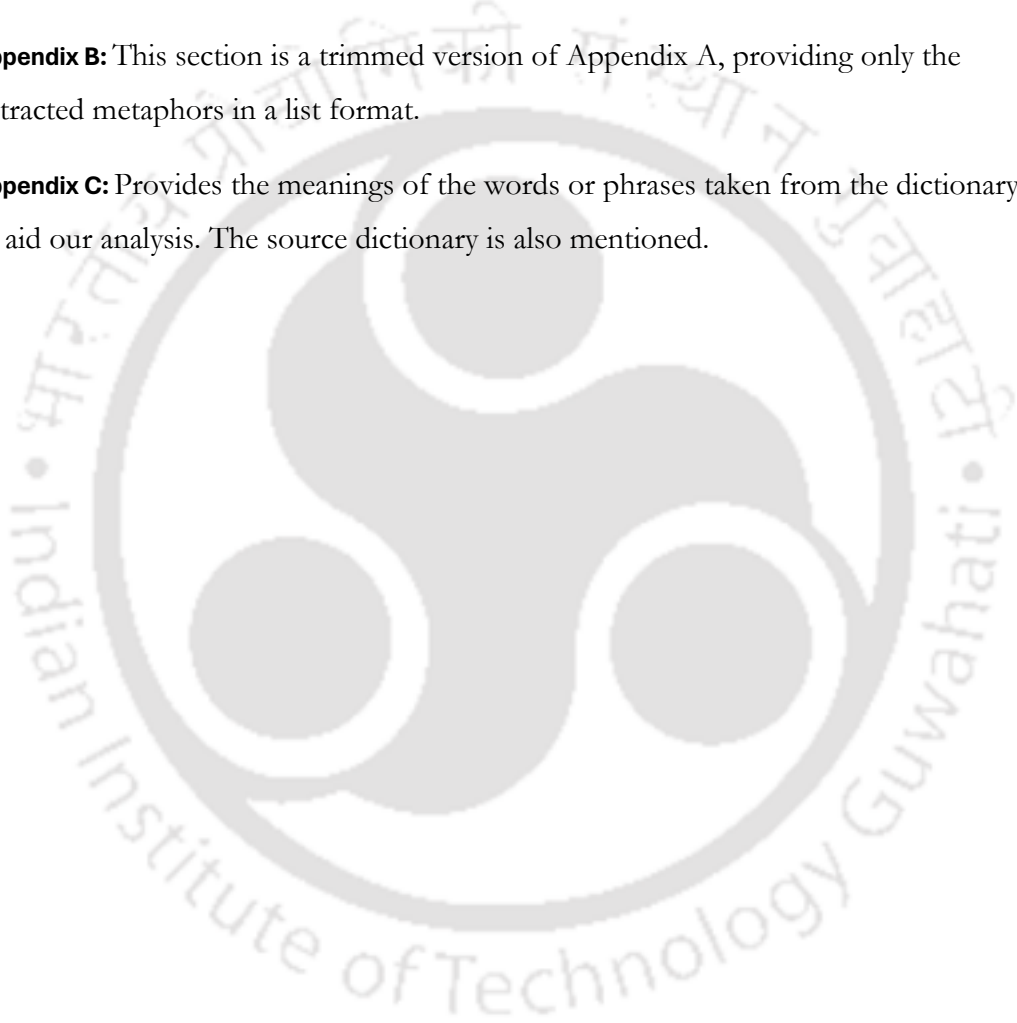 ppendix B: This section is a trimmed version of Appendix A, providing only the
tracted metaphors in a list format.
ppendix C: Provides the meanings of the words or phrases taken from the dictionary
aid our analysis. The source dictionary is also mentioned.
भारतीय प्रौद्योगिकी संस्थान गुवाहाटी
• Indian Institute of Technology Guwahati •